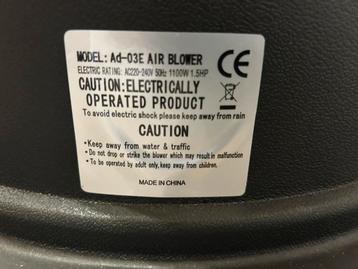 MODEL: Ad-03E AIR BLOWER
ELECTRIC RATING: AC220-240V 50Hz 1100W 1.5HP
CE
CAUTION:ELECTRICALLY
OPERATED PRODUCT
To avoid electric shock please keep away from rain
CAUTION
•Keep away from water & traffic
•Do not drop or strike the blower which may result in malfunction
•To be operated by adult only,keep away from children.
MADE IN CHINA